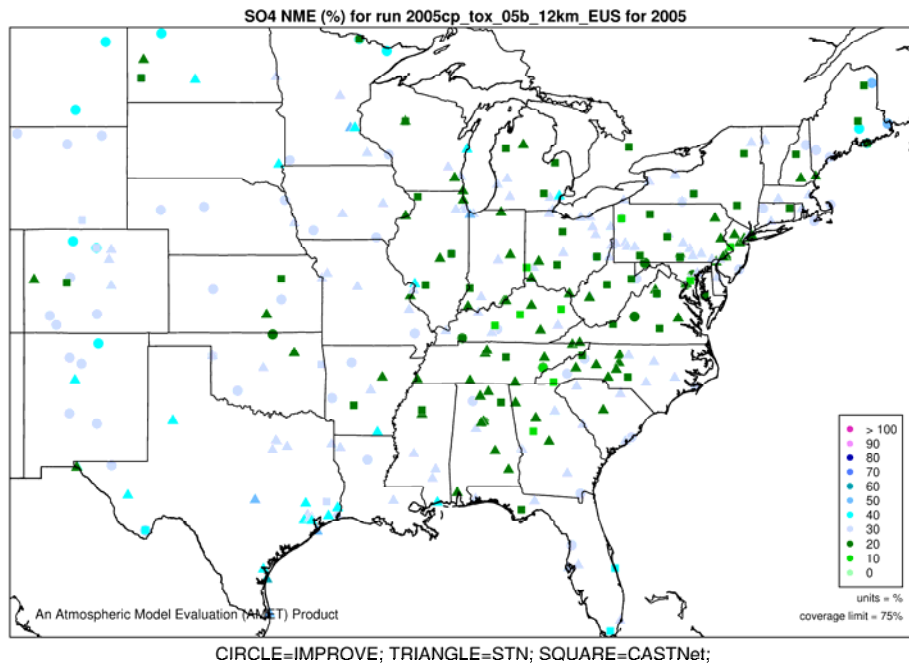 SO4 NME (%) for run 2005cp_tox_05b_12km_EUS for 2005
> 100
90
80
70
60
50
40
30
20
10
0
units = %
coverage limit = 75%
An Atmospheric Model Evaluation (AMET) Product
CIRCLE=IMPROVE; TRIANGLE=STN; SQUARE=CASTNet;